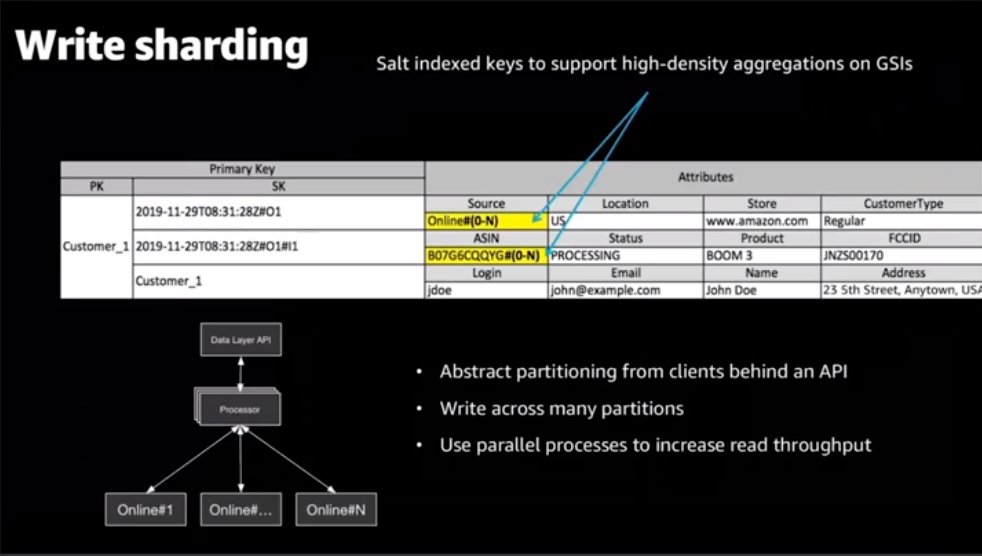 Write sharding
Salt indexed keys to support high-density aggregations on GSIs
Primary Key
Attributes
PK
SK
Customer_1
2019-11-29T08:31:28Z#O1
Source
Location
Store
CustomerType
Online#(0-N)
US
www.amazon.com
Regular
2019-11-29T08:31:28Z#O1#I1
ASIN
Status
Product
FCCID
B07G6CQQYG#(0-N)
PROCESSING
BOOM 3
JNZS00170
Customer_1
Login
Email
Name
Address
jdoe
john@example.com
John Doe
23 5th Street, Anytown, USA
Data Layer API
Processor
Online#1
Online#...
Online#N
• Abstract partitioning from clients behind an API
• Write across many partitions
• Use parallel processes to increase read throughput